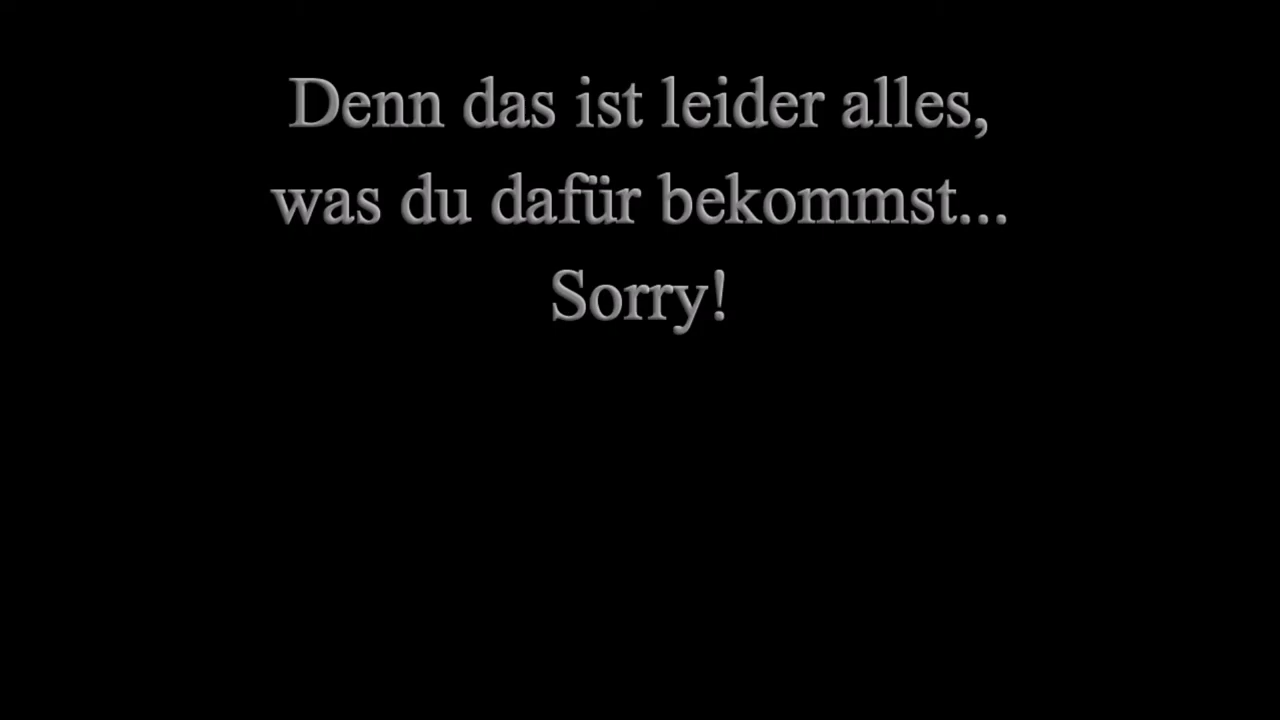 Denn das ist leider alles,
was du dafür bekommst...
Sorry!